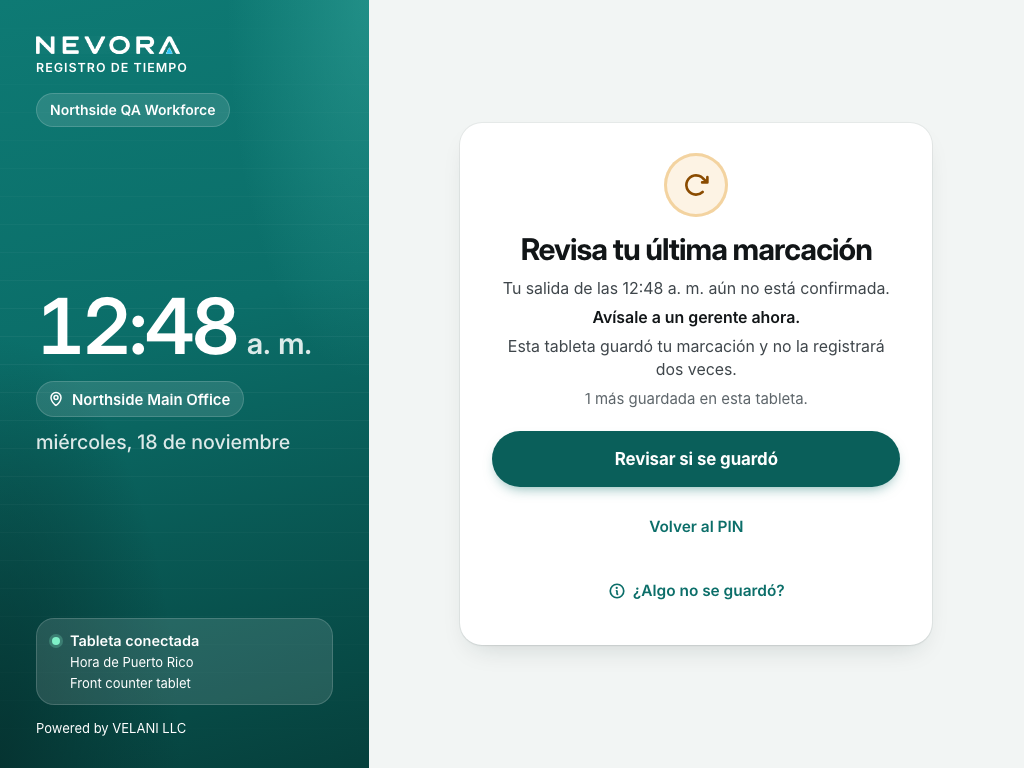 NEVORA
REGISTRO DE TIEMPO
Northside QA Workforce
12:48 a. m.
Northside Main Office
miércoles, 18 de noviembre
Tableta conectada
Hora de Puerto Rico
Front counter tablet
Powered by VELANI LLC
Revisa tu última marcación
Tu salida de las 12:48 a. m. aún no está confirmada.
Avísale a un gerente ahora.
Esta tableta guardó tu marcación y no la registrará
dos veces.
1 más guardada en esta tableta.
Revisar si se guardó
Volver al PIN
¿Algo no se guardó?